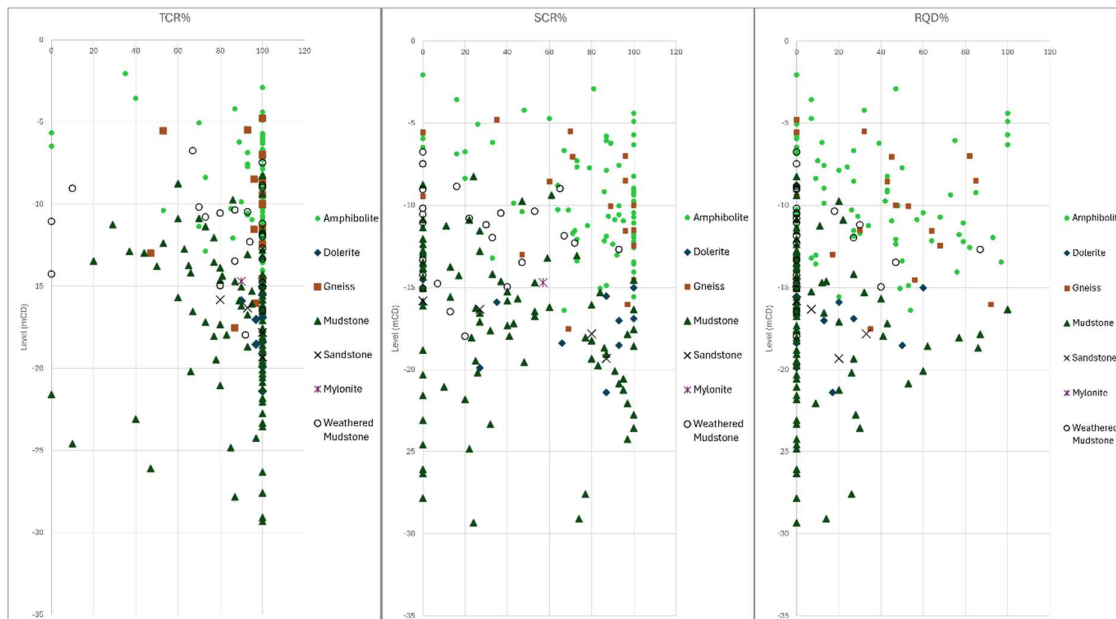 TCR%
0 20 40 60 80 100 120
0
-5
-10
-15
-20
-25
-30
-35
Level (mCD)
Amphibolite
Dolerite
Gneiss
Mudstone
Sandstone
Mylonite
Weathered
Mudstone
SCR%
0 20 40 60 80 100 120
0
-5
-10
-15
-20
-25
-30
-35
Level (mCD)
Amphibolite
Dolerite
Gneiss
Mudstone
Sandstone
Mylonite
Weathered
Mudstone
RQD%
0 20 40 60 80 100 120
0
-5
-10
-15
-20
-25
-30
-35
Level (mCD)
Amphibolite
Dolerite
Gneiss
Mudstone
Sandstone
Mylonite
Weathered
Mudstone